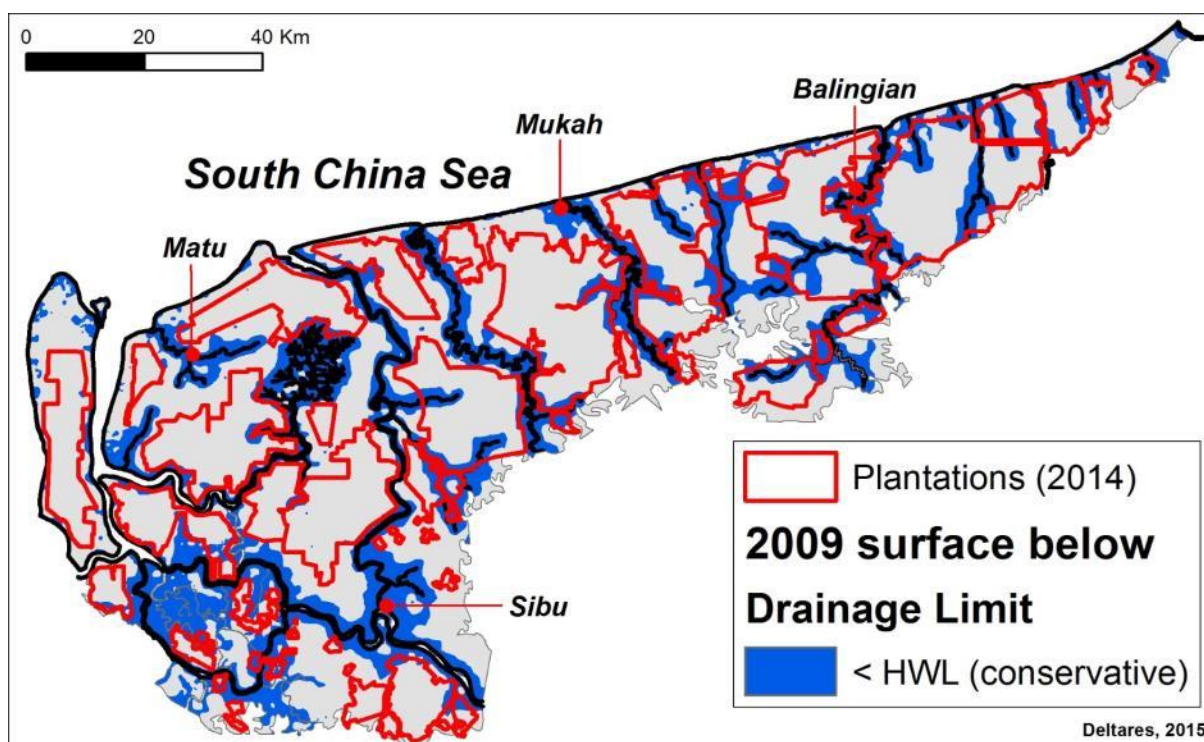 0 20 40 Km
Balingian
Mukah
South China Sea
Matu
Sibu
Plantations (2014)
2009 surface below
Drainage Limit
< HWL (conservative)
Deltares, 2015